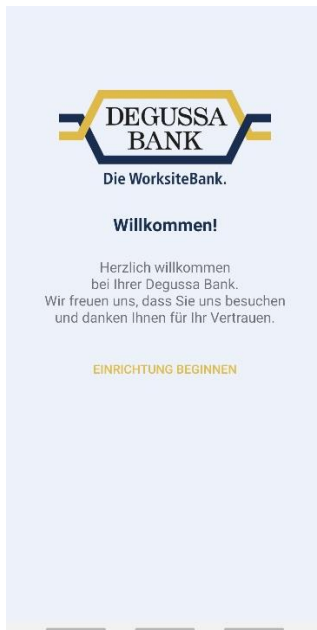 DEGUSSA
BANK
Die WorksiteBank.
Willkommen!
Herzlich willkommen
bei Ihrer Degussa Bank.
Wir freuen uns, dass Sie uns besuchen
und danken Ihnen für Ihr Vertrauen.
EINRICHTUNG BEGINNEN